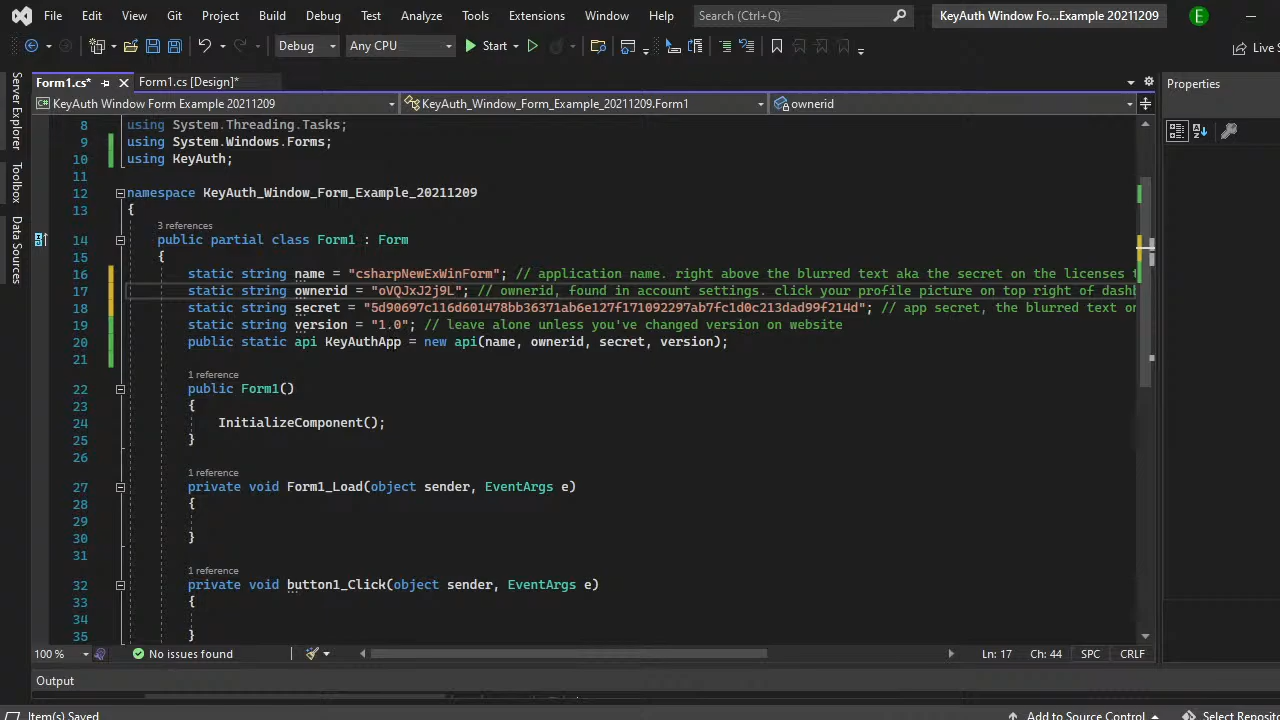 File Edit View Git Project Build Debug Test Analyze Tools Extensions Window Help Search (Ctrl+Q) KeyAuth Window Fo...Example 20211209 E
Debug Any CPU Start Live S
Form1.cs* Form1.cs [Design]* Properties
KeyAuth Window Form Example 20211209 KeyAuth_Window_Form_Example_20211209.Form1 ownerid
Server Explorer
Toolbox
Data Sources
8 using System.Threading.Tasks;
9 using System.Windows.Forms;
10 using KeyAuth;
11
12 namespace KeyAuth_Window_Form_Example_20211209
13 {
3 references
14 public partial class Form1 : Form
15 {
16 static string name = "csharpNewExWinForm"; // application name. right above the blurred text aka the secret on the licenses t
17 static string ownerid = "oVQJxJ2j9L"; // ownerid, found in account settings. click your profile picture on top right of dash
18 static string secret = "5d90697c116d601478bb36371ab6e127f171092297ab7fc1d0c213dad99f214d"; // app secret, the blurred text on
19 static string version = "1.0"; // leave alone unless you've changed version on website
20 public static api KeyAuthApp = new api(name, ownerid, secret, version);
21
1 reference
22 public Form1()
23 {
24 InitializeComponent();
25 }
26
1 reference
27 private void Form1_Load(object sender, EventArgs e)
28 {
29
30 }
31
1 reference
32 private void button1_Click(object sender, EventArgs e)
33 {
34
35 }
100 % No issues found Ln: 17 Ch: 44 SPC CRLF
Output
Item(s) Saved Add to Source Control Select Reposito